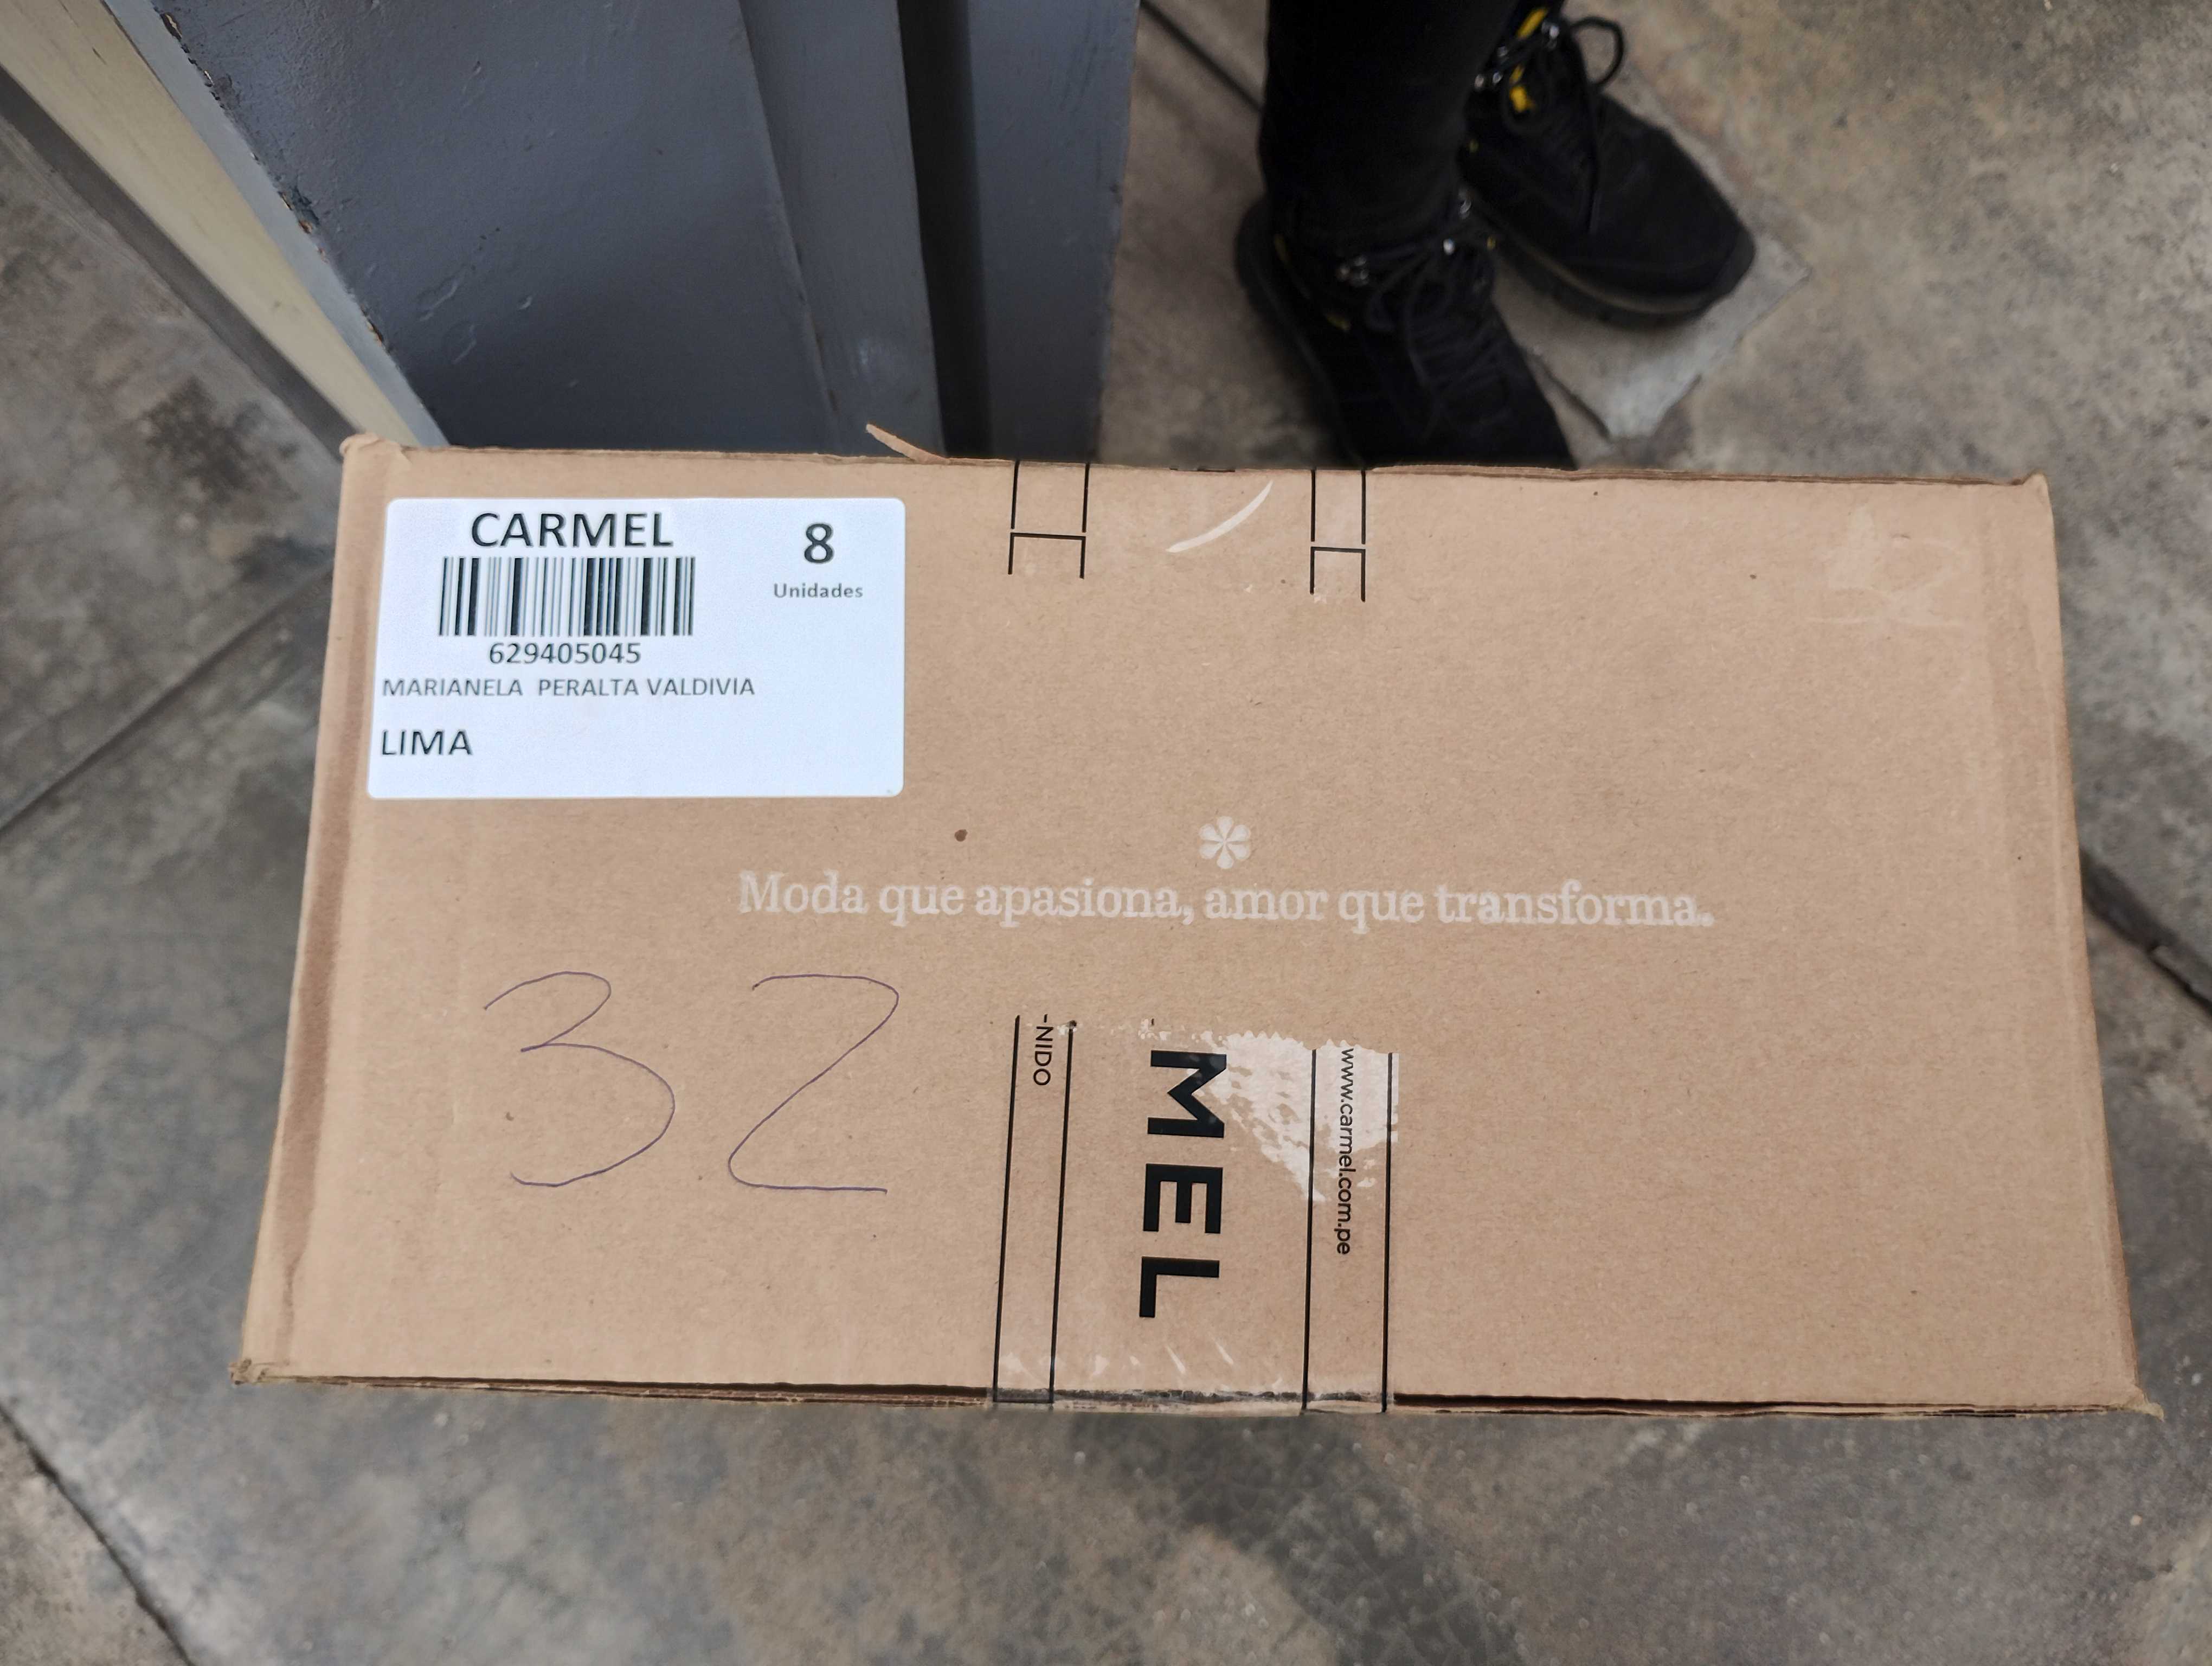 CARMEL
8
Unidades
629405045
MARIANELA PERALTA VALDIVIA
LIMA
Moda que apasiona, amor que transforma.
32
-NIDO
MEL
www.carmel.com.pe